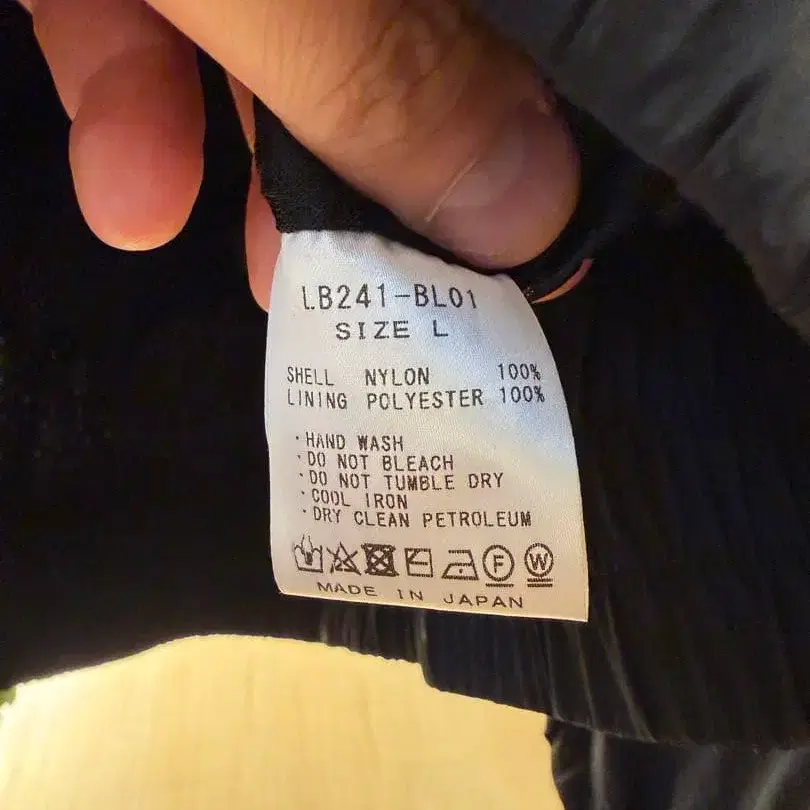 LB241-BL01
SIZE L
SHELL NYLON 100%
LINING POLYESTER 100%
・HAND WASH
・DO NOT BLEACH
・DO NOT TUMBLE DRY
・COOL IRON
・DRY CLEAN PETROLEUM
F W
MADE IN JAPAN